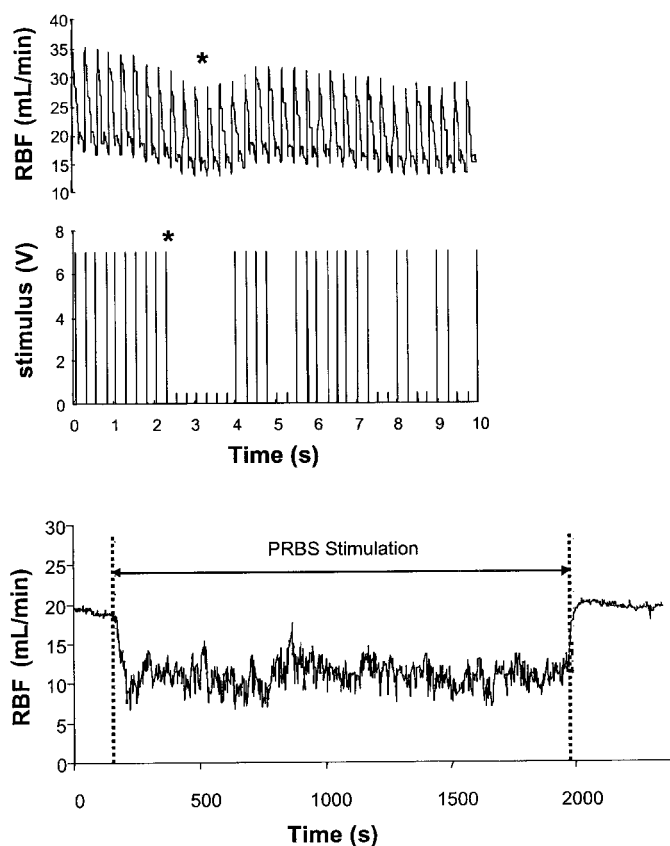 RBF (mL/min)
40
35
30
25
20
15
10
*
stimulus (V)
8
6
4
2
0
*
0 1 2 3 4 5 6 7 8 9 10
Time (s)
RBF (mL/min)
30
25
20
15
10
5
0
PRBS Stimulation
0 500 1000 1500 2000
Time (s)